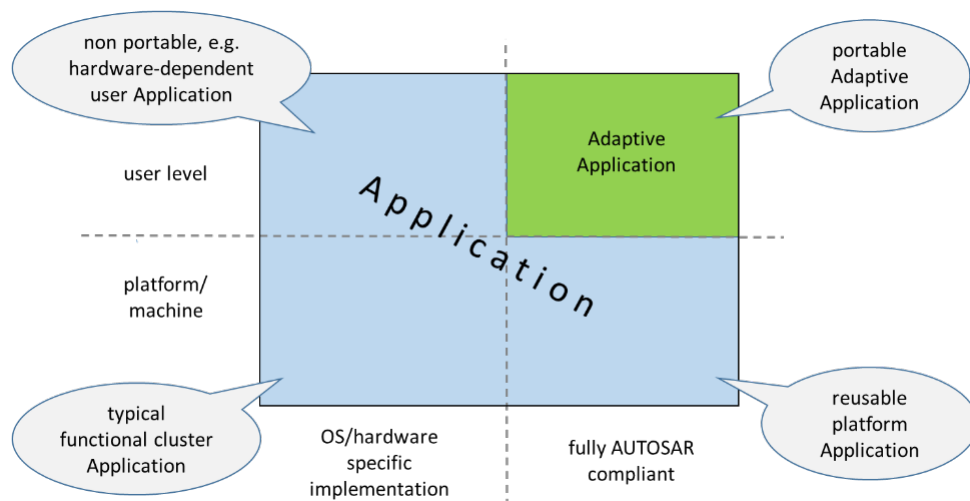 non portable, e.g.
hardware-dependent
user Application
portable
Adaptive
Application
Adaptive
Application
user level
Application
platform/
machine
typical
functional cluster
Application
OS/hardware
specific
implementation
fully AUTOSAR
compliant
reusable
platform
Application